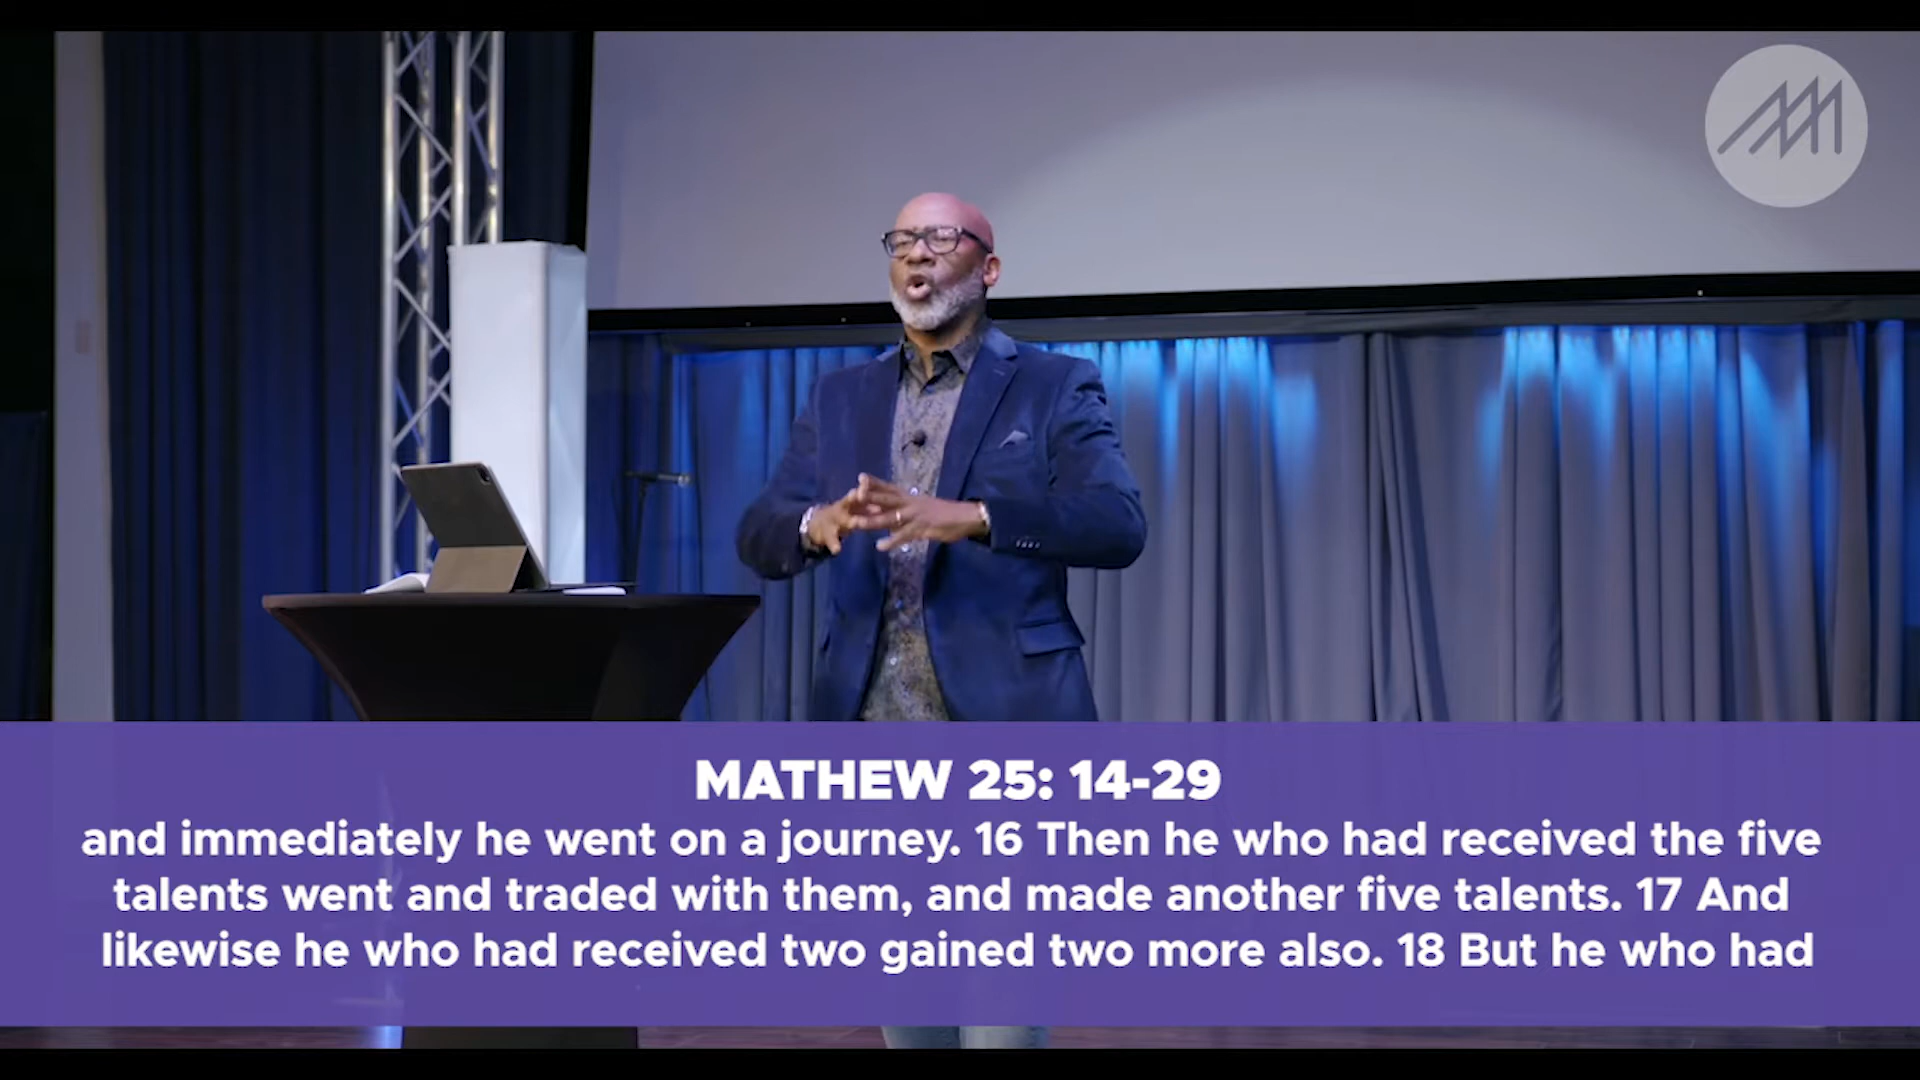 MATHEW 25: 14-29
and immediately he went on a journey. 16 Then he who had received the five
talents went and traded with them, and made another five talents. 17 And
likewise he who had received two gained two more also. 18 But he who had